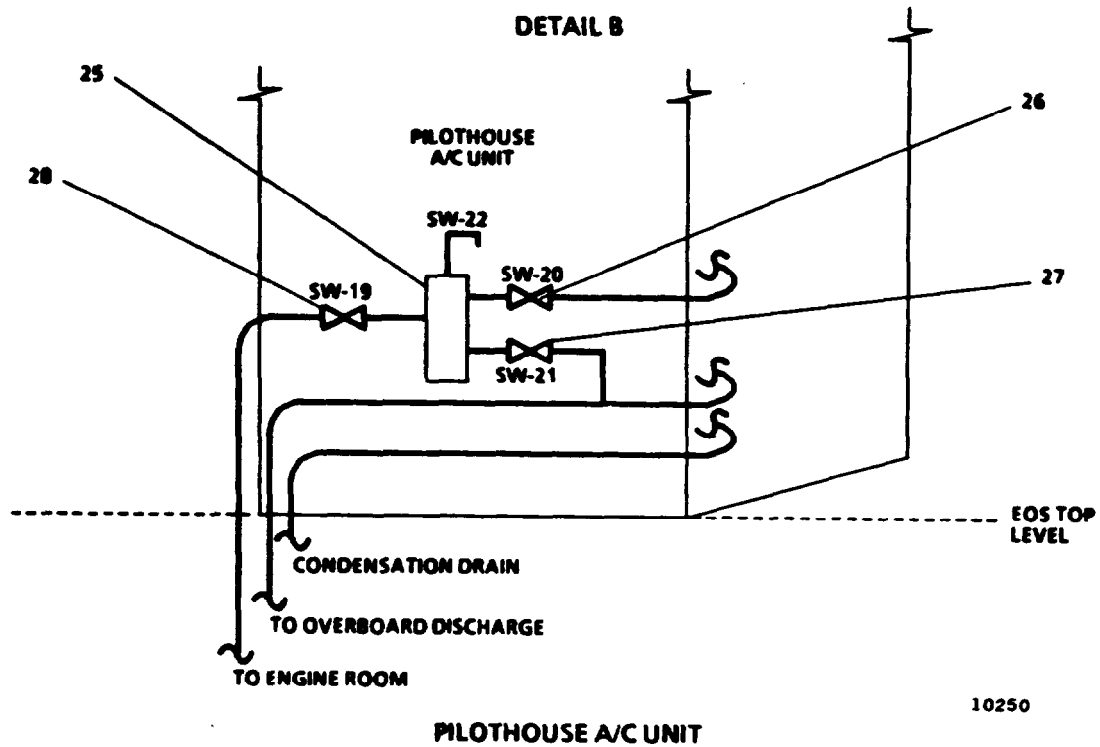 DETAIL B
25
26
PILOTHOUSE
A/C UNIT
28
SW-22
SW-20
27
SW-19
SW-21
EOS TOP
LEVEL
CONDENSATION DRAIN
TO OVERBOARD DISCHARGE
TO ENGINE ROOM
10250
PILOTHOUSE A/C UNIT